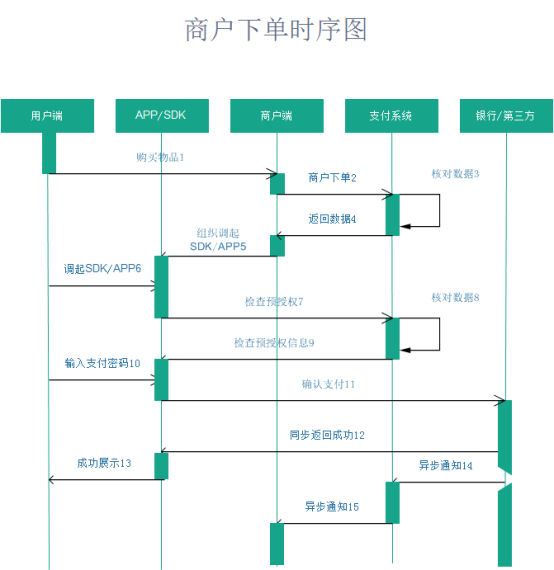 商户下单时序图
用户端
APP/SDK
商户端
支付系统
银行/第三方
购买物品1
商户下单2
核对数据3
返回数据4
组织调起
SDK/APP5
调起SDK/APP6
检查预授权7
核对数据8
检查预授权信息9
输入支付密码10
确认支付11
同步返回成功12
成功展示13
异步通知14
异步通知15